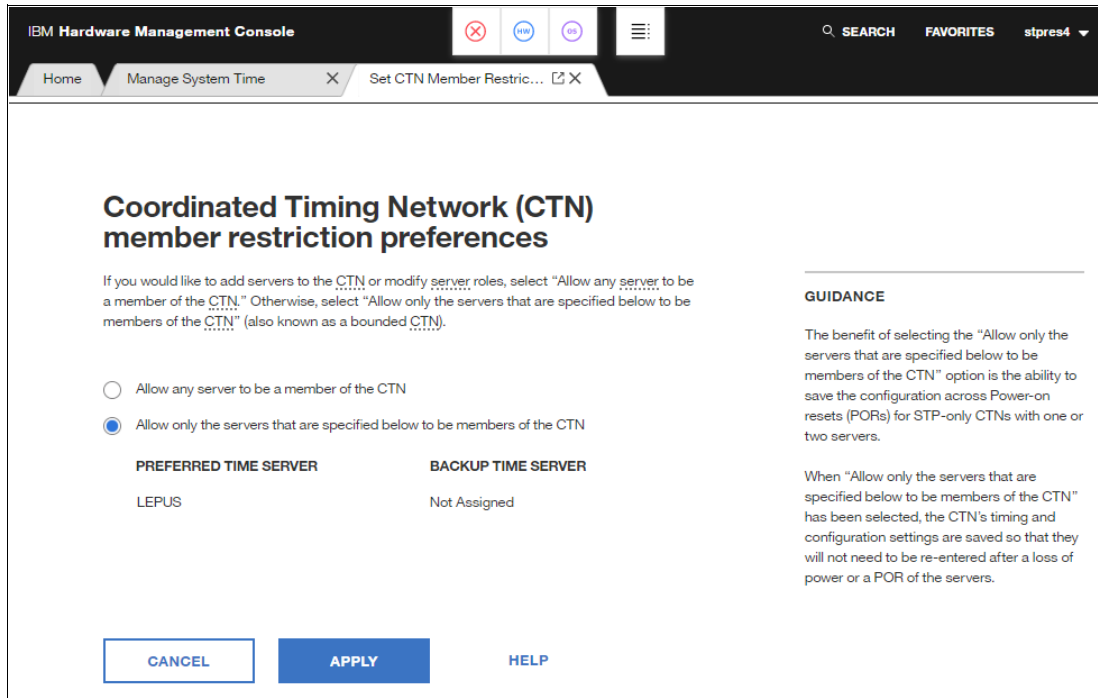 IBM Hardware Management Console
HW
OS
SEARCH
FAVORITES
stpres4
Home
Manage System Time
Set CTN Member Restric...
Coordinated Timing Network (CTN)
member restriction preferences
If you would like to add servers to the CTN or modify server roles, select “Allow any server to be
a member of the CTN.” Otherwise, select “Allow only the servers that are specified below to be
members of the CTN” (also known as a bounded CTN).
Allow any server to be a member of the CTN
Allow only the servers that are specified below to be members of the CTN
PREFERRED TIME SERVER
BACKUP TIME SERVER
LEPUS
Not Assigned
GUIDANCE
The benefit of selecting the “Allow only the
servers that are specified below to be
members of the CTN” option is the ability to
save the configuration across Power-on
resets (PORs) for STP-only CTNs with one or
two servers.
When “Allow only the servers that are
specified below to be members of the CTN”
has been selected, the CTN’s timing and
configuration settings are saved so that they
will not need to be re-entered after a loss of
power or a POR of the servers.
CANCEL
APPLY
HELP